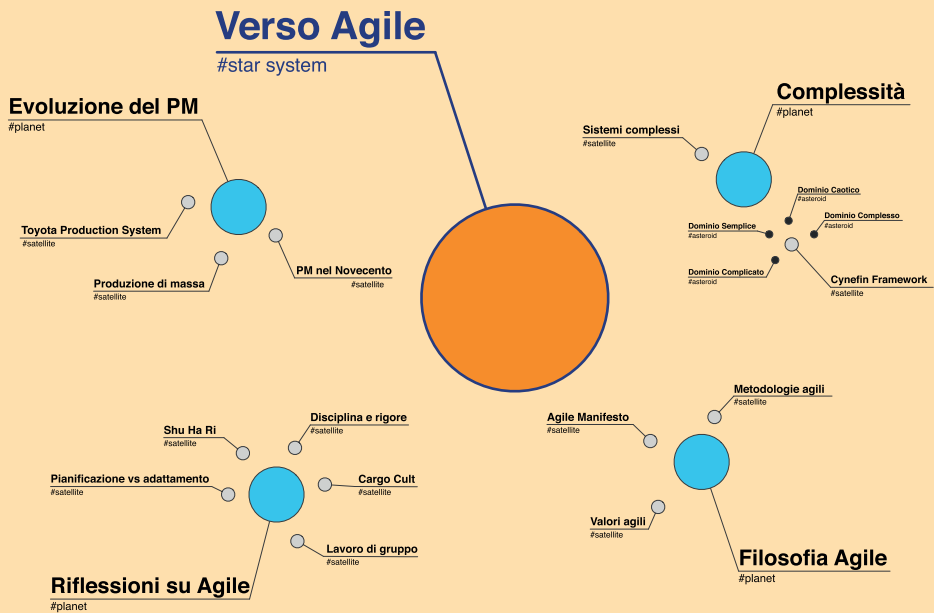 Verso Agile
#star system
Evoluzione del PM
#planet
Toyota Production System
#satellite
Produzione di massa
#satellite
PM nel Novecento
#satellite
Complessità
#planet
Sistemi complessi
#satellite
Dominio Caotico
#asteroid
Dominio Complesso
#asteroid
Dominio Semplice
#asteroid
Dominio Complicato
#asteroid
Cynefin Framework
#satellite
Shu Ha Ri
#satellite
Disciplina e rigore
#satellite
Pianificazione vs adattamento
#satellite
Cargo Cult
#satellite
Lavoro di gruppo
#satellite
Riflessioni su Agile
#planet
Metodologie agili
#satellite
Agile Manifesto
#satellite
Valori agili
#satellite
Filosofia Agile
#planet